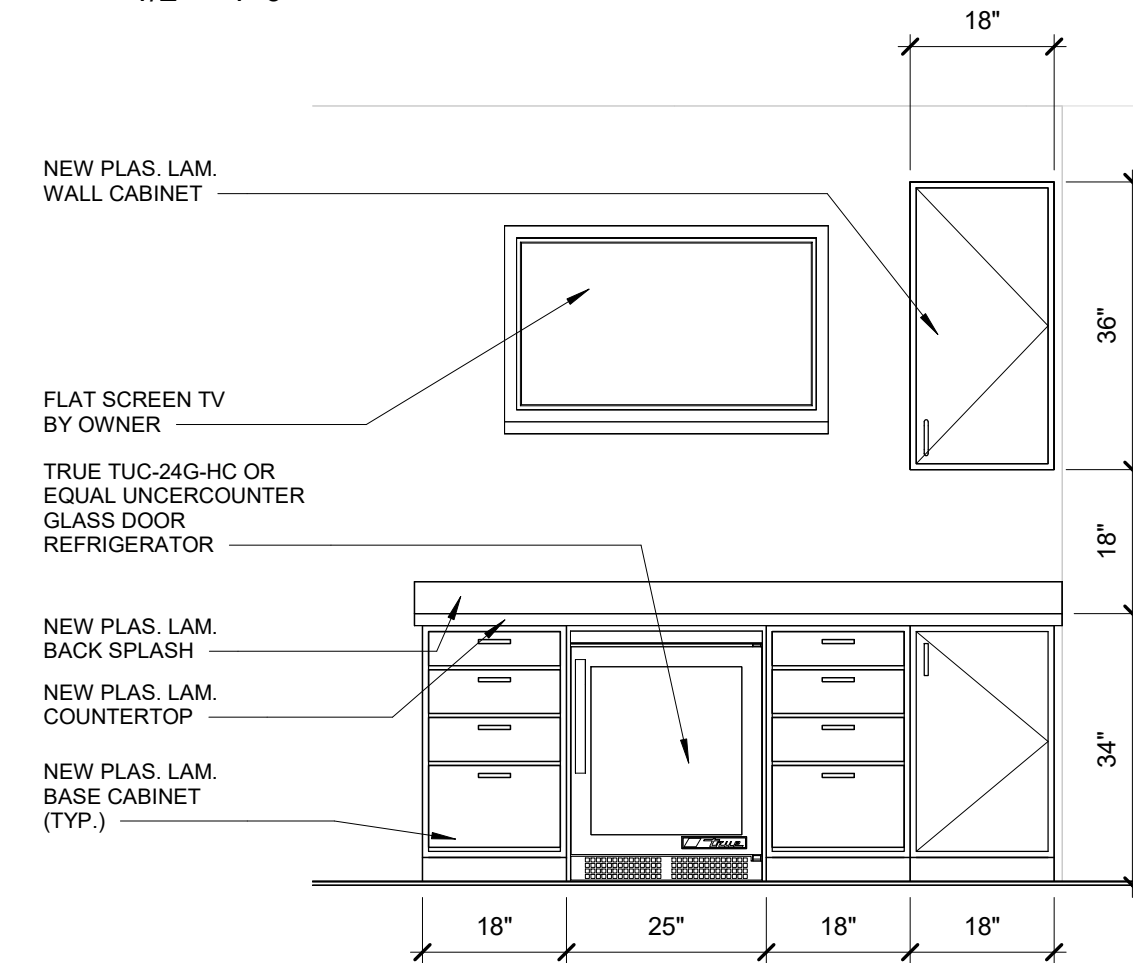 18"
NEW PLAS. LAM.
WALL CABINET
36"
FLAT SCREEN TV
BY OWNER
TRUE TUC-24G-HC OR
EQUAL UNCERCOUNTER
GLASS DOOR
REFRIGERATOR
18"
NEW PLAS. LAM.
BACK SPLASH
NEW PLAS. LAM.
COUNTERTOP
34"
NEW PLAS. LAM.
BASE CABINET
(TYP.)
True
18" 25" 18" 18"